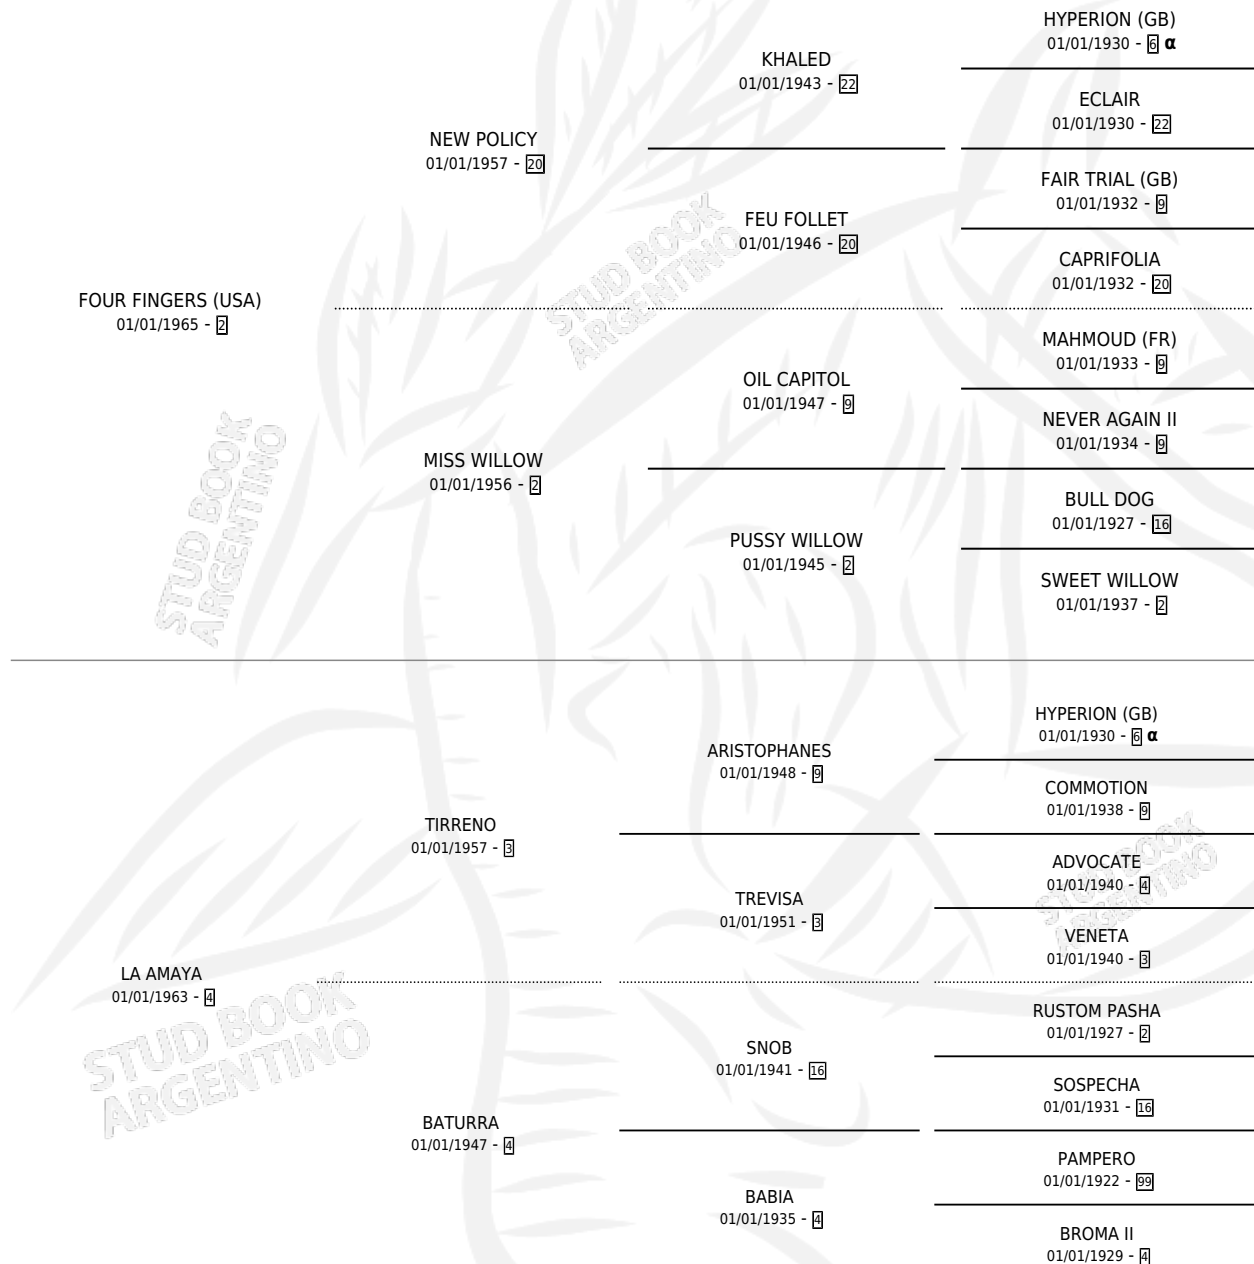 HYPERION (GB)
01/01/1930 - 6 α
KHALED
01/01/1943 - 22
ECLAIR
01/01/1930 - 22
NEW POLICY
01/01/1957 - 20
FAIR TRIAL (GB)
01/01/1932 - 9
FEU FOLLET
01/01/1946 - 20
CAPRIFOLIA
01/01/1932 - 20
FOUR FINGERS (USA)
01/01/1965 - 2
MAHMOUD (FR)
01/01/1933 - 9
OIL CAPITOL
01/01/1947 - 9
NEVER AGAIN II
01/01/1934 - 9
MISS WILLOW
01/01/1956 - 2
BULL DOG
01/01/1927 - 16
PUSSY WILLOW
01/01/1945 - 2
SWEET WILLOW
01/01/1937 - 2
HYPERION (GB)
01/01/1930 - 6 α
ARISTOPHANES
01/01/1948 - 9
COMMOTION
01/01/1938 - 9
TIRRENO
01/01/1957 - 3
ADVOCATE
01/01/1940 - 4
TREVISA
01/01/1951 - 3
VENETA
01/01/1940 - 3
LA AMAYA
01/01/1963 - 4
RUSTOM PASHA
01/01/1927 - 2
SNOB
01/01/1941 - 16
SOSPECHA
01/01/1931 - 16
BATURRA
01/01/1947 - 4
PAMPERO
01/01/1922 - 99
BABIA
01/01/1935 - 4
BROMA II
01/01/1929 - 4
STUD BOOK
ARGENTINO
STUD BOOK
ARGENTINO
STUD BOOK
ARGENTINO
STUD BOOK
ARGENTINO